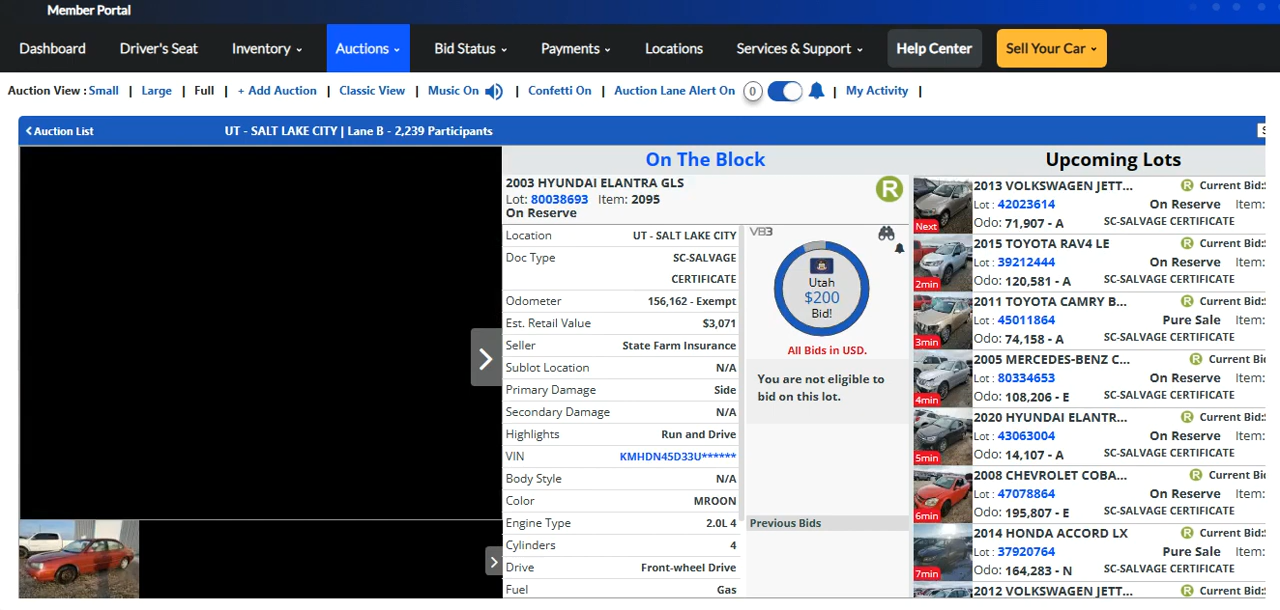 Member Portal
Dashboard Driver's Seat Inventory Auctions Bid Status Payments Locations Services & Support Help Center Sell Your Car
Auction View : Small | Large | Full | + Add Auction | Classic View | Music On | Confetti On | Auction Lane Alert On 0 | My Activity |
Auction List UT - SALT LAKE CITY | Lane B - 2,239 Participants
On The Block
2003 HYUNDAI ELANTRA GLS
Lot: 80038693 Item: 2095
On Reserve
R
Location UT - SALT LAKE CITY
Doc Type SC-SALVAGE CERTIFICATE
Odometer 156,162 - Exempt
Est. Retail Value $3,071
Seller State Farm Insurance
Sublot Location N/A
Primary Damage Side
Secondary Damage N/A
Highlights Run and Drive
VIN KMHDN45D33U******
Body Style N/A
Color MROON
Engine Type 2.0L 4
Cylinders 4
Drive Front-wheel Drive
Fuel Gas
VB3
Utah
$200
Bid!
All Bids in USD.
You are not eligible to
bid on this lot.
Previous Bids
Upcoming Lots
2013 VOLKSWAGEN JETT... R Current Bid:
Lot : 42023614 On Reserve Item:
Next Odo: 71,907 - A SC-SALVAGE CERTIFICATE
2015 TOYOTA RAV4 LE R Current Bid:
Lot : 39212444 On Reserve Item:
2min Odo: 120,581 - A SC-SALVAGE CERTIFICATE
2011 TOYOTA CAMRY B... R Current Bid:
Lot : 45011864 Pure Sale Item:
3min Odo: 74,158 - A SC-SALVAGE CERTIFICATE
2005 MERCEDES-BENZ C... R Current Bi
Lot : 80334653 On Reserve Item:
4min Odo: 108,206 - E SC-SALVAGE CERTIFICATE
2020 HYUNDAI ELANTR... R Current Bid:
Lot : 43063004 On Reserve Item:
5min Odo: 14,107 - A SC-SALVAGE CERTIFICATE
2008 CHEVROLET COBA... R Current Bid
Lot : 47078864 On Reserve Item:
6min Odo: 195,807 - E SC-SALVAGE CERTIFICATE
2014 HONDA ACCORD LX R Current Bid:
Lot : 37920764 Pure Sale Item:
7min Odo: 164,283 - N SC-SALVAGE CERTIFICATE
2012 VOLKSWAGEN JETT... R Current Bid: